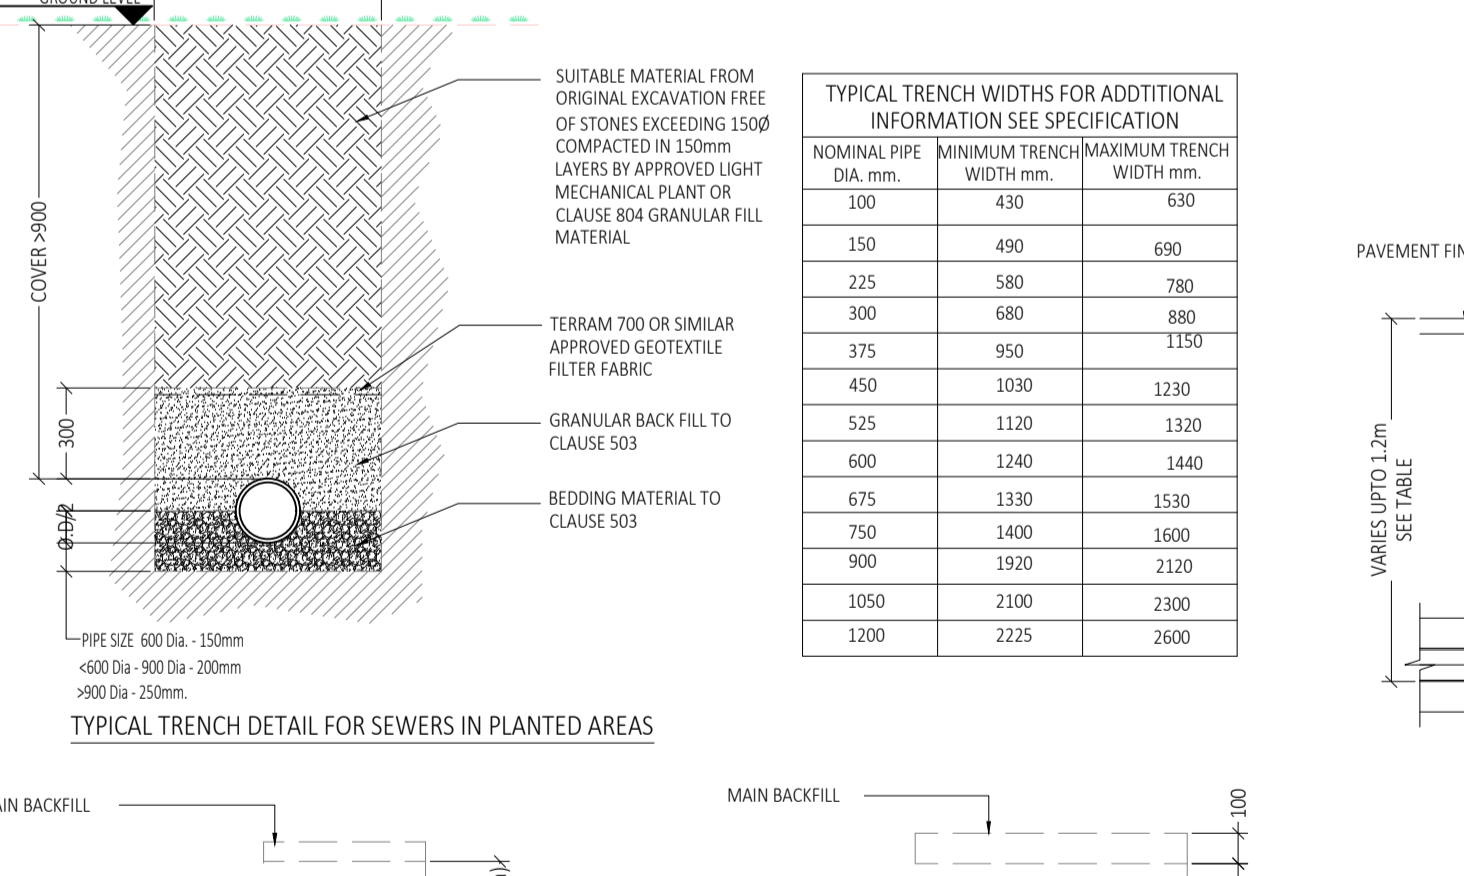 GROUND LEVEL
COVER >900
300
Ø.D/2
SUITABLE MATERIAL FROM
ORIGINAL EXCAVATION FREE
OF STONES EXCEEDING 150Ø
COMPACTED IN 150mm
LAYERS BY APPROVED LIGHT
MECHANICAL PLANT OR
CLAUSE 804 GRANULAR FILL
MATERIAL
TERRAM 700 OR SIMILAR
APPROVED GEOTEXTILE
FILTER FABRIC
GRANULAR BACK FILL TO
CLAUSE 503
BEDDING MATERIAL TO
CLAUSE 503
PIPE SIZE 600 Dia. - 150mm
<600 Dia - 900 Dia - 200mm
>900 Dia - 250mm.
TYPICAL TRENCH DETAIL FOR SEWERS IN PLANTED AREAS
TYPICAL TRENCH WIDTHS FOR ADDTITIONAL
INFORMATION SEE SPECIFICATION
NOMINAL PIPE DIA. mm. MINIMUM TRENCH WIDTH mm. MAXIMUM TRENCH WIDTH mm.
100 430 630
150 490 690
225 580 780
300 680 880
375 950 1150
450 1030 1230
525 1120 1320
600 1240 1440
675 1330 1530
750 1400 1600
900 1920 2120
1050 2100 2300
1200 2225 2600
PAVEMENT FIN
VARIES UPTO 1.2m
SEE TABLE
AIN BACKFILL
MAIN BACKFILL
100